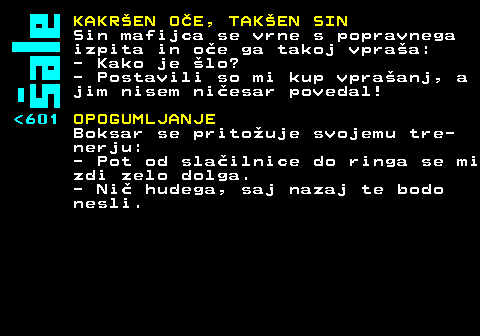 šale
KAKRŠEN OČE, TAKŠEN SIN
Sin mafijca se vrne s popravnega
izpita in oče ga takoj vpraša:
- Kako je šlo?
- Postavili so mi kup vprašanj, a
jim nisem ničesar povedal!
<601 OPOGUMLJANJE
Boksar se pritožuje svojemu tre-
nerju:
- Pot od slačilnice do ringa se mi
zdi zelo dolga.
- Nič hudega, saj nazaj te bodo
nesli.